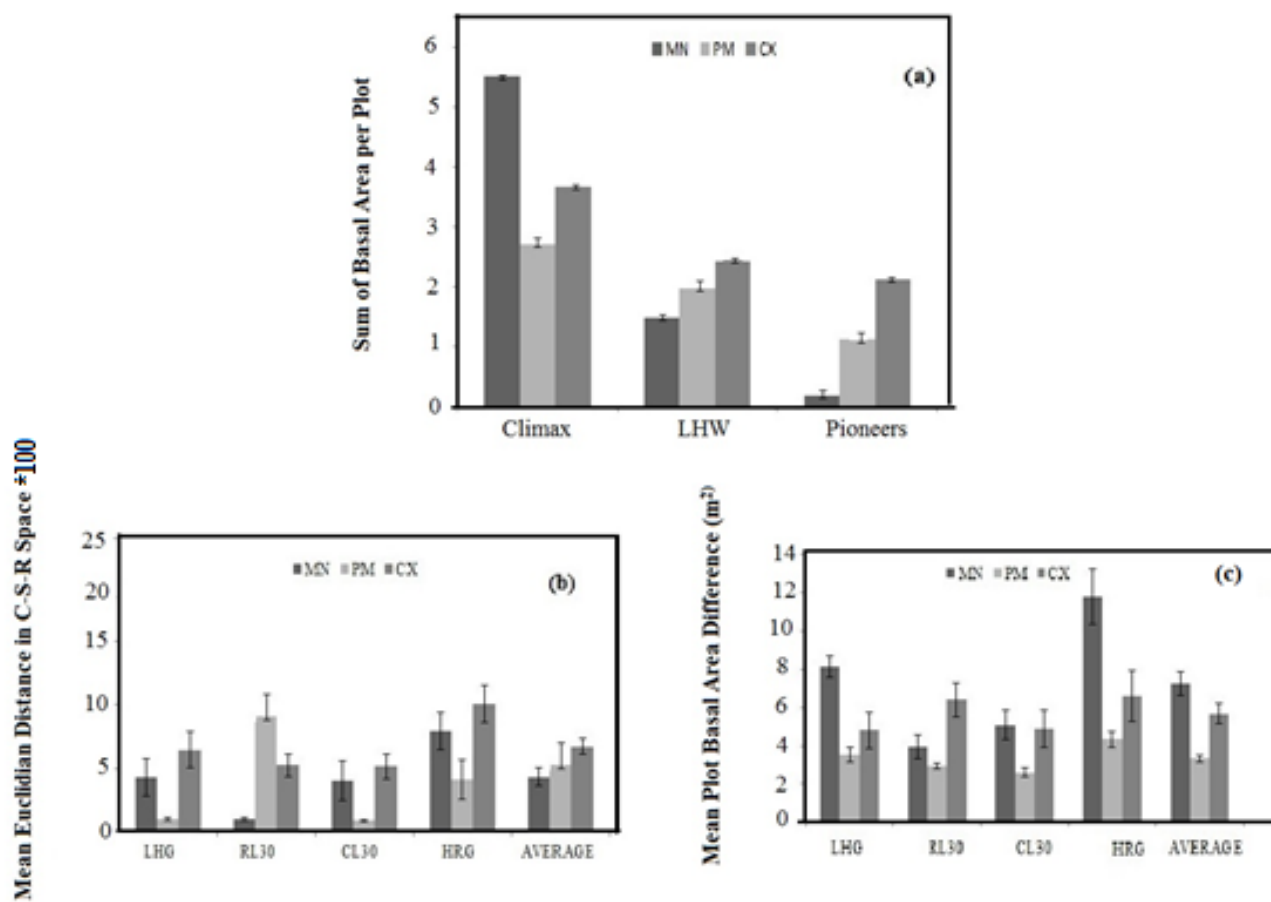 MN PM CX
(a)
Sum of Basal Area per Plot
6
5
4
3
2
1
0
Climax LHW Pioneers
Mean Euclidian Distance in C-S-R Space *100
25
20
15
10
5
0
MN PM CX
(b)
LHG RL30 CL30 HRG AVERAGE
Mean Plot Basal Area Difference (m²)
14
12
10
8
6
4
2
0
MN PM CX
(c)
LHG RL30 CL30 HRG AVERAGE